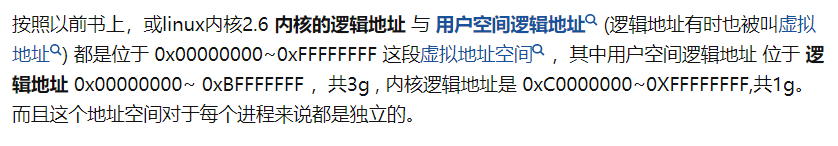 按照以前书上，或linux内核2.6 内核的逻辑地址 与 用户空间逻辑地址 (逻辑地址有时也被叫虚拟
地址) 都是位于 0x00000000~0xFFFFFFFF 这段虚拟地址空间 ，其中用户空间逻辑地址 位于 逻
辑地址 0x00000000~ 0xBFFFFFFF ，共3g , 内核逻辑地址是 0xC0000000~0XFFFFFFFF,共1g。
而且这个地址空间对于每个进程来说都是独立的。